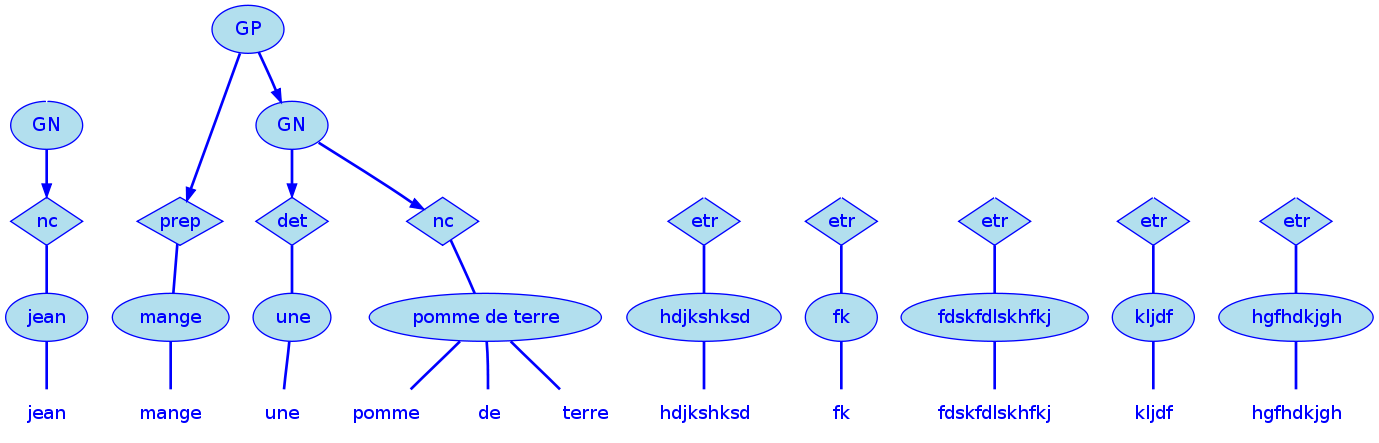 GP
GN GN
nc prep det nc etr etr etr etr etr
jean mange une pomme de terre hdjkshksd fk fdskfdlskhfkj kljdf hgfhdkjgh
jean mange une pomme de terre hdjkshksd fk fdskfdlskhfkj kljdf hgfhdkjgh